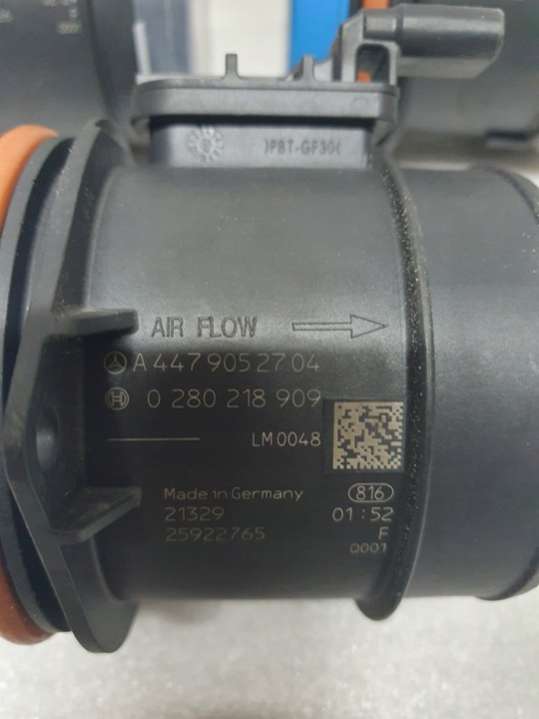 >PBT-GF30<
AIR FLOW
A 447 905 27 04
0 280 218 909
LM0048
Made in Germany 816
21329 01:52
25922765 F
0001